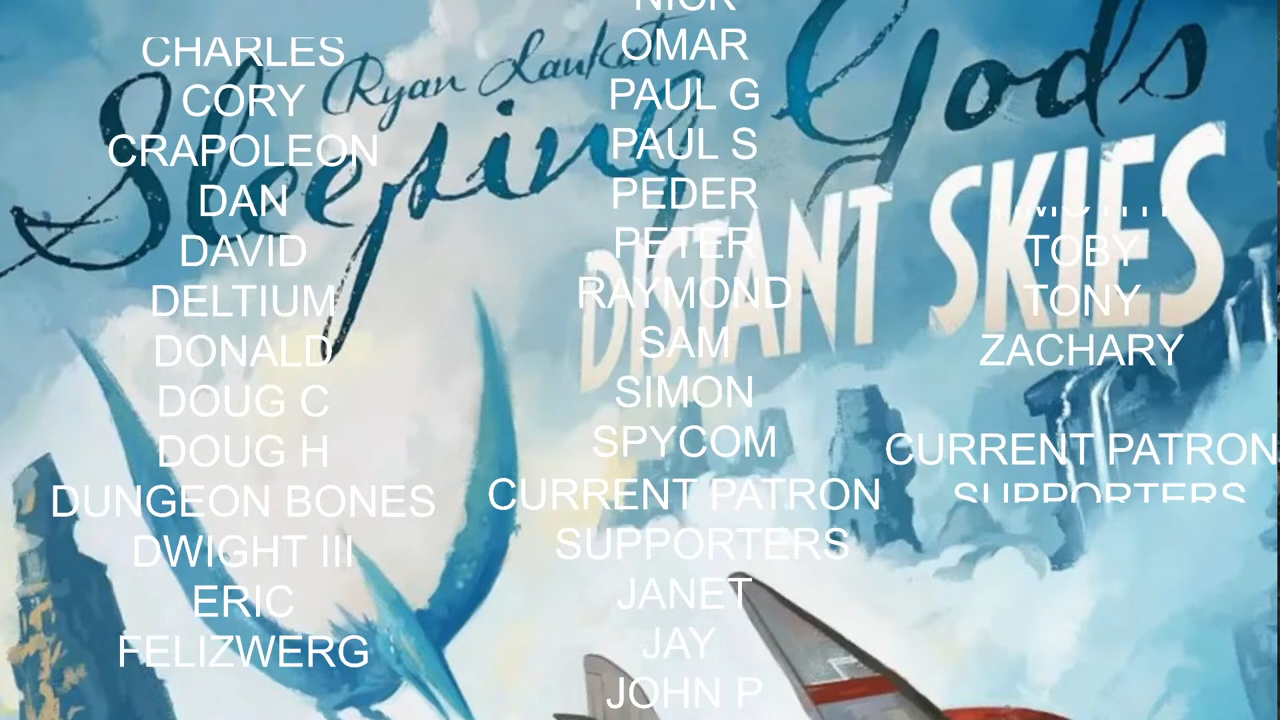 Ryan Laukat
Sleeping Gods
DISTANT SKIES
CHARLES
CORY
CRAPOLEON
DAN
DAVID
DELTIUM
DONALD
DOUG C
DOUG H
DUNGEON BONES
DWIGHT III
ERIC
FELIZWERG
NICK
OMAR
PAUL G
PAUL S
PEDER
PETER
RAYMOND
SAM
SIMON
SPYCOM
CURRENT PATRON
SUPPORTERS
JANET
JAY
JOHN P
TOBY
TONY
ZACHARY
CURRENT PATRON
SUPPORTERS